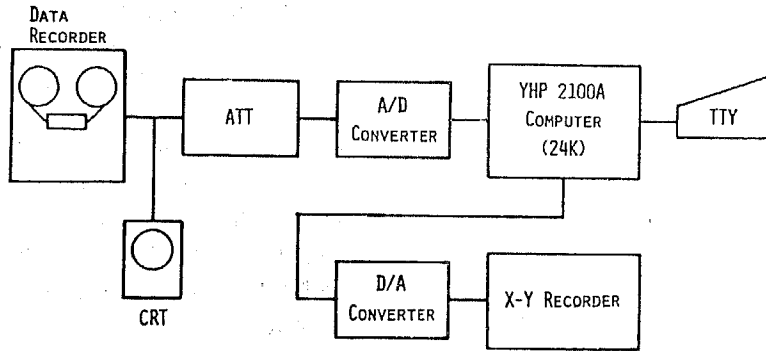 DATA
RECORDER
ATT
A/D
CONVERTER
YHP 2100A
COMPUTER
(24K)
TTY
CRT
D/A
CONVERTER
X-Y RECORDER